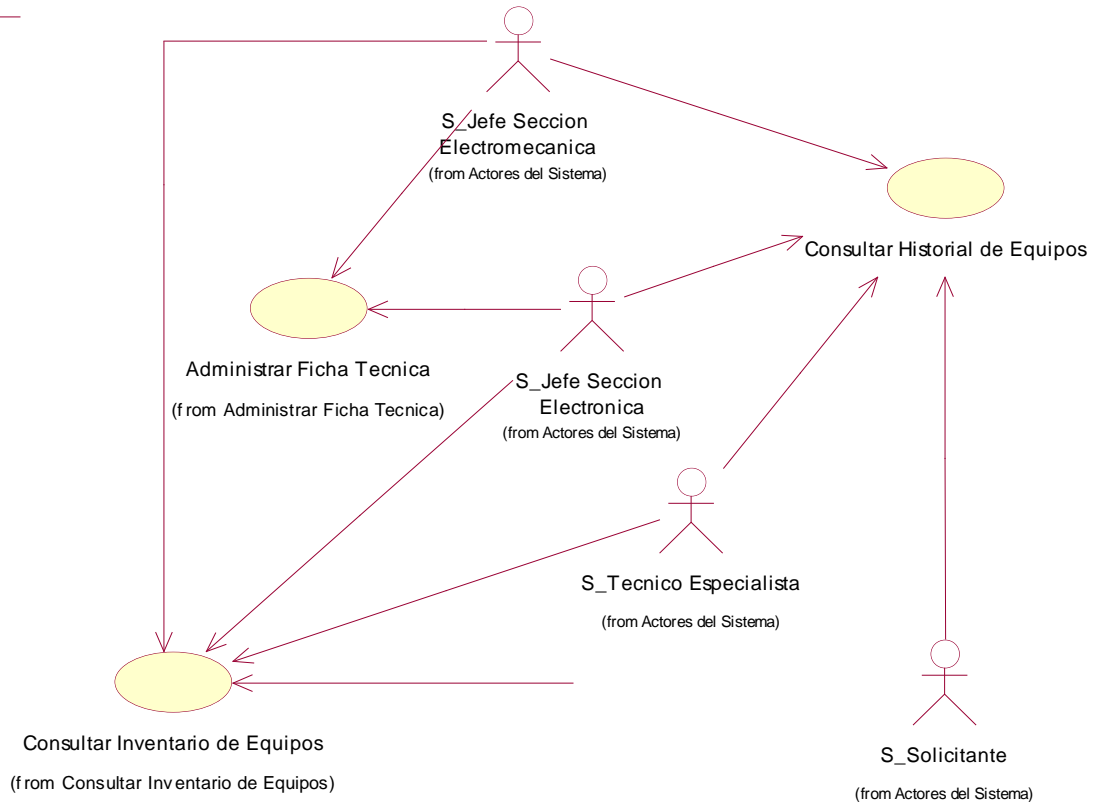 S_Jefe Seccion
Electromecanica
(from Actores del Sistema)
Consultar Historial de Equipos
Administrar Ficha Tecnica
(from Administrar Ficha Tecnica)
S_Jefe Seccion
Electronica
(from Actores del Sistema)
S_Tecnico Especialista
(from Actores del Sistema)
Consultar Inventario de Equipos
(from Consultar Inventario de Equipos)
S_Solicitante
(from Actores del Sistema)